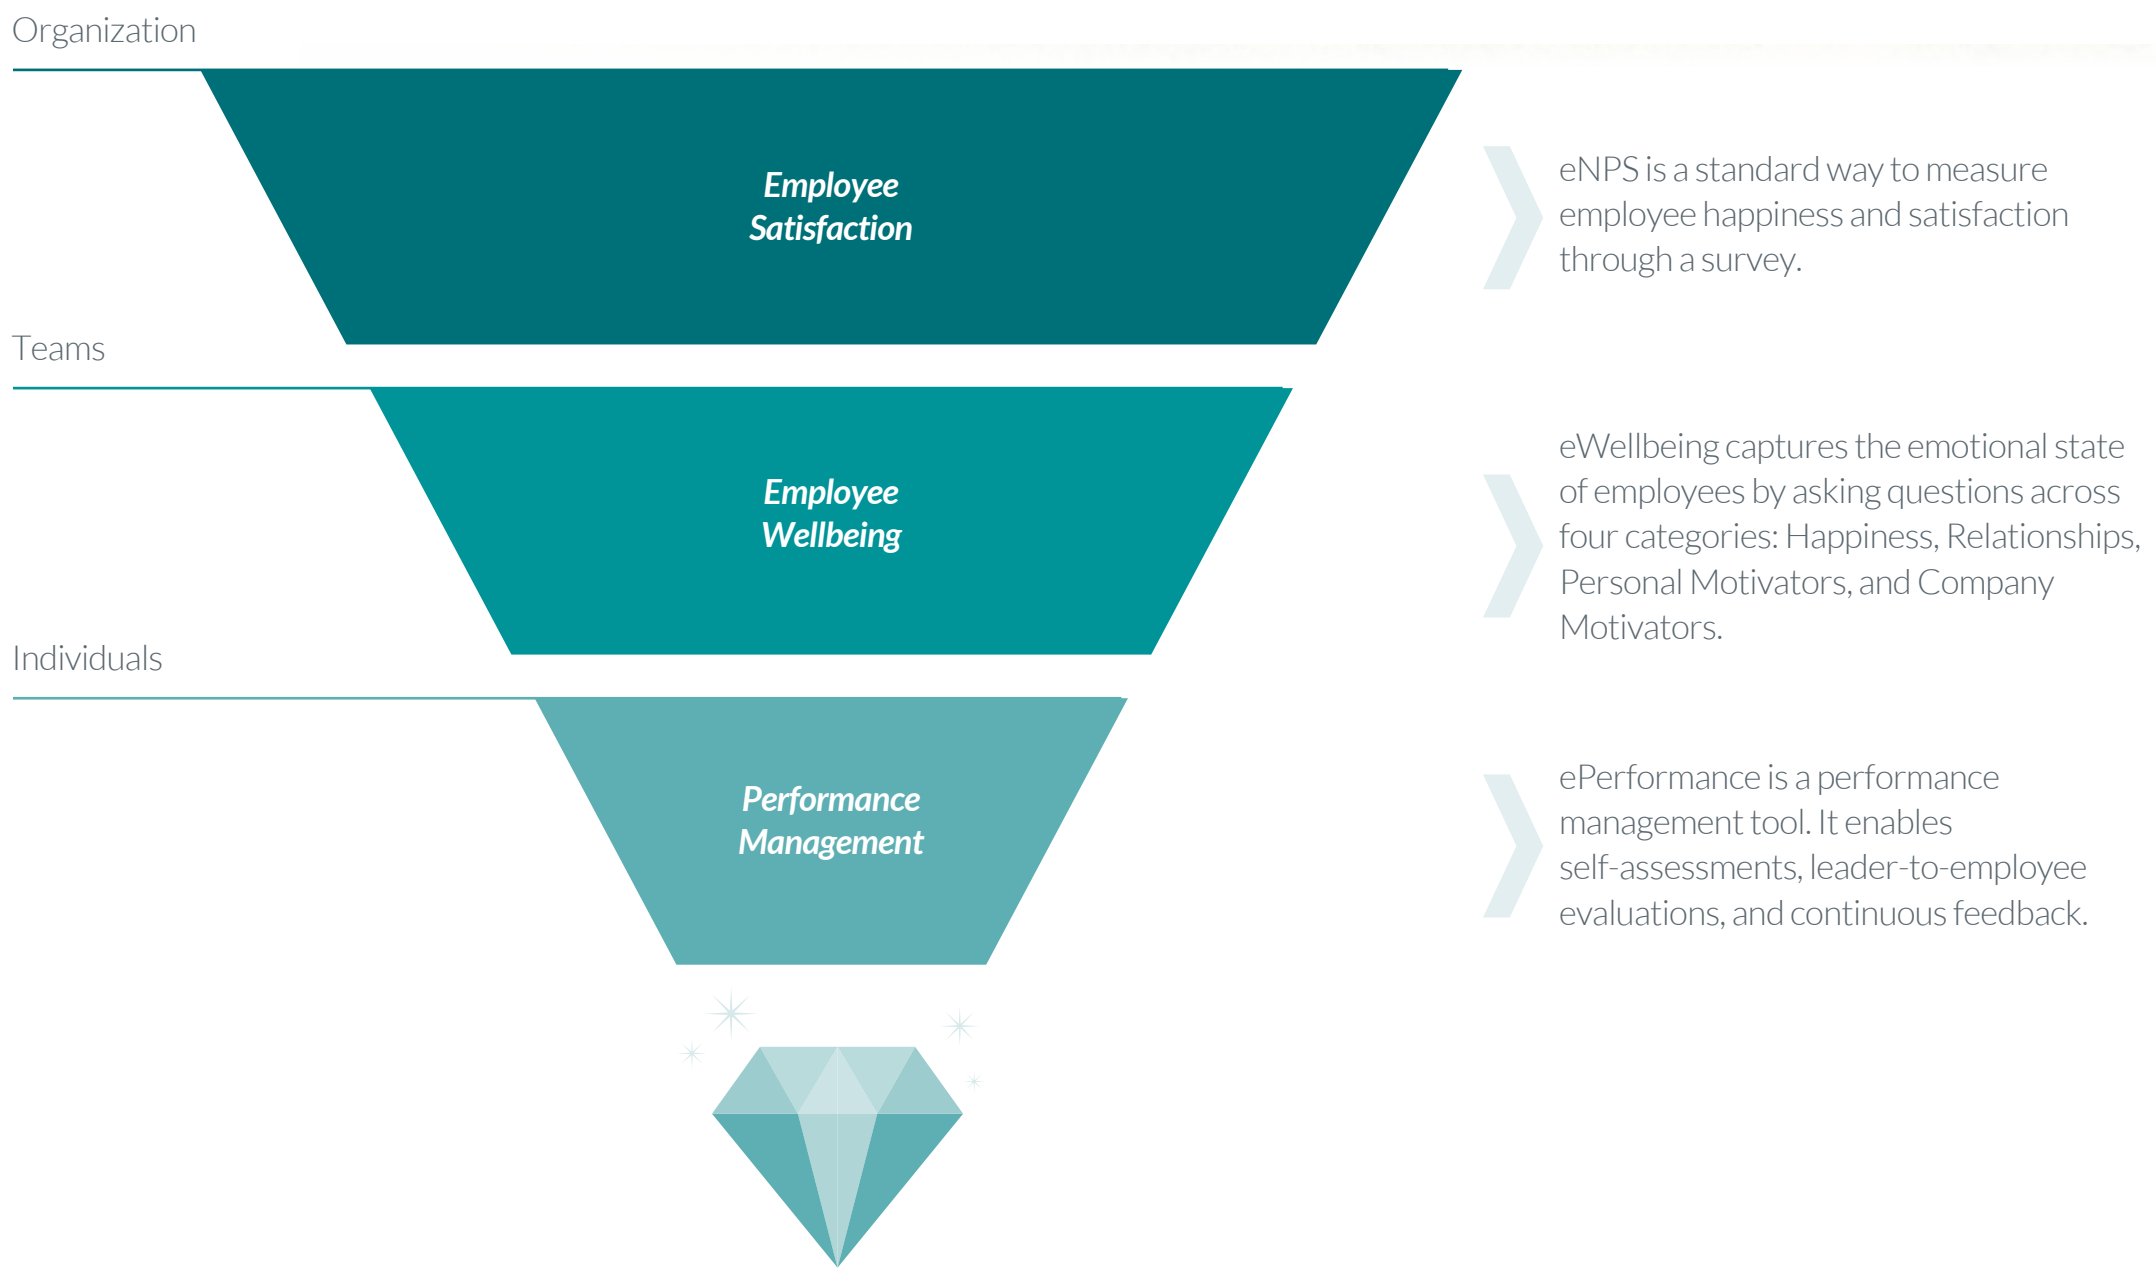 Organization
Employee
Satisfaction
eNPS is a standard way to measure
employee happiness and satisfaction
through a survey.
Teams
Employee
Wellbeing
eWellbeing captures the emotional state
of employees by asking questions across
four categories: Happiness, Relationships,
Personal Motivators, and Company
Motivators.
Individuals
Performance
Management
ePerformance is a performance
management tool. It enables
self-assessments, leader-to-employee
evaluations, and continuous feedback.